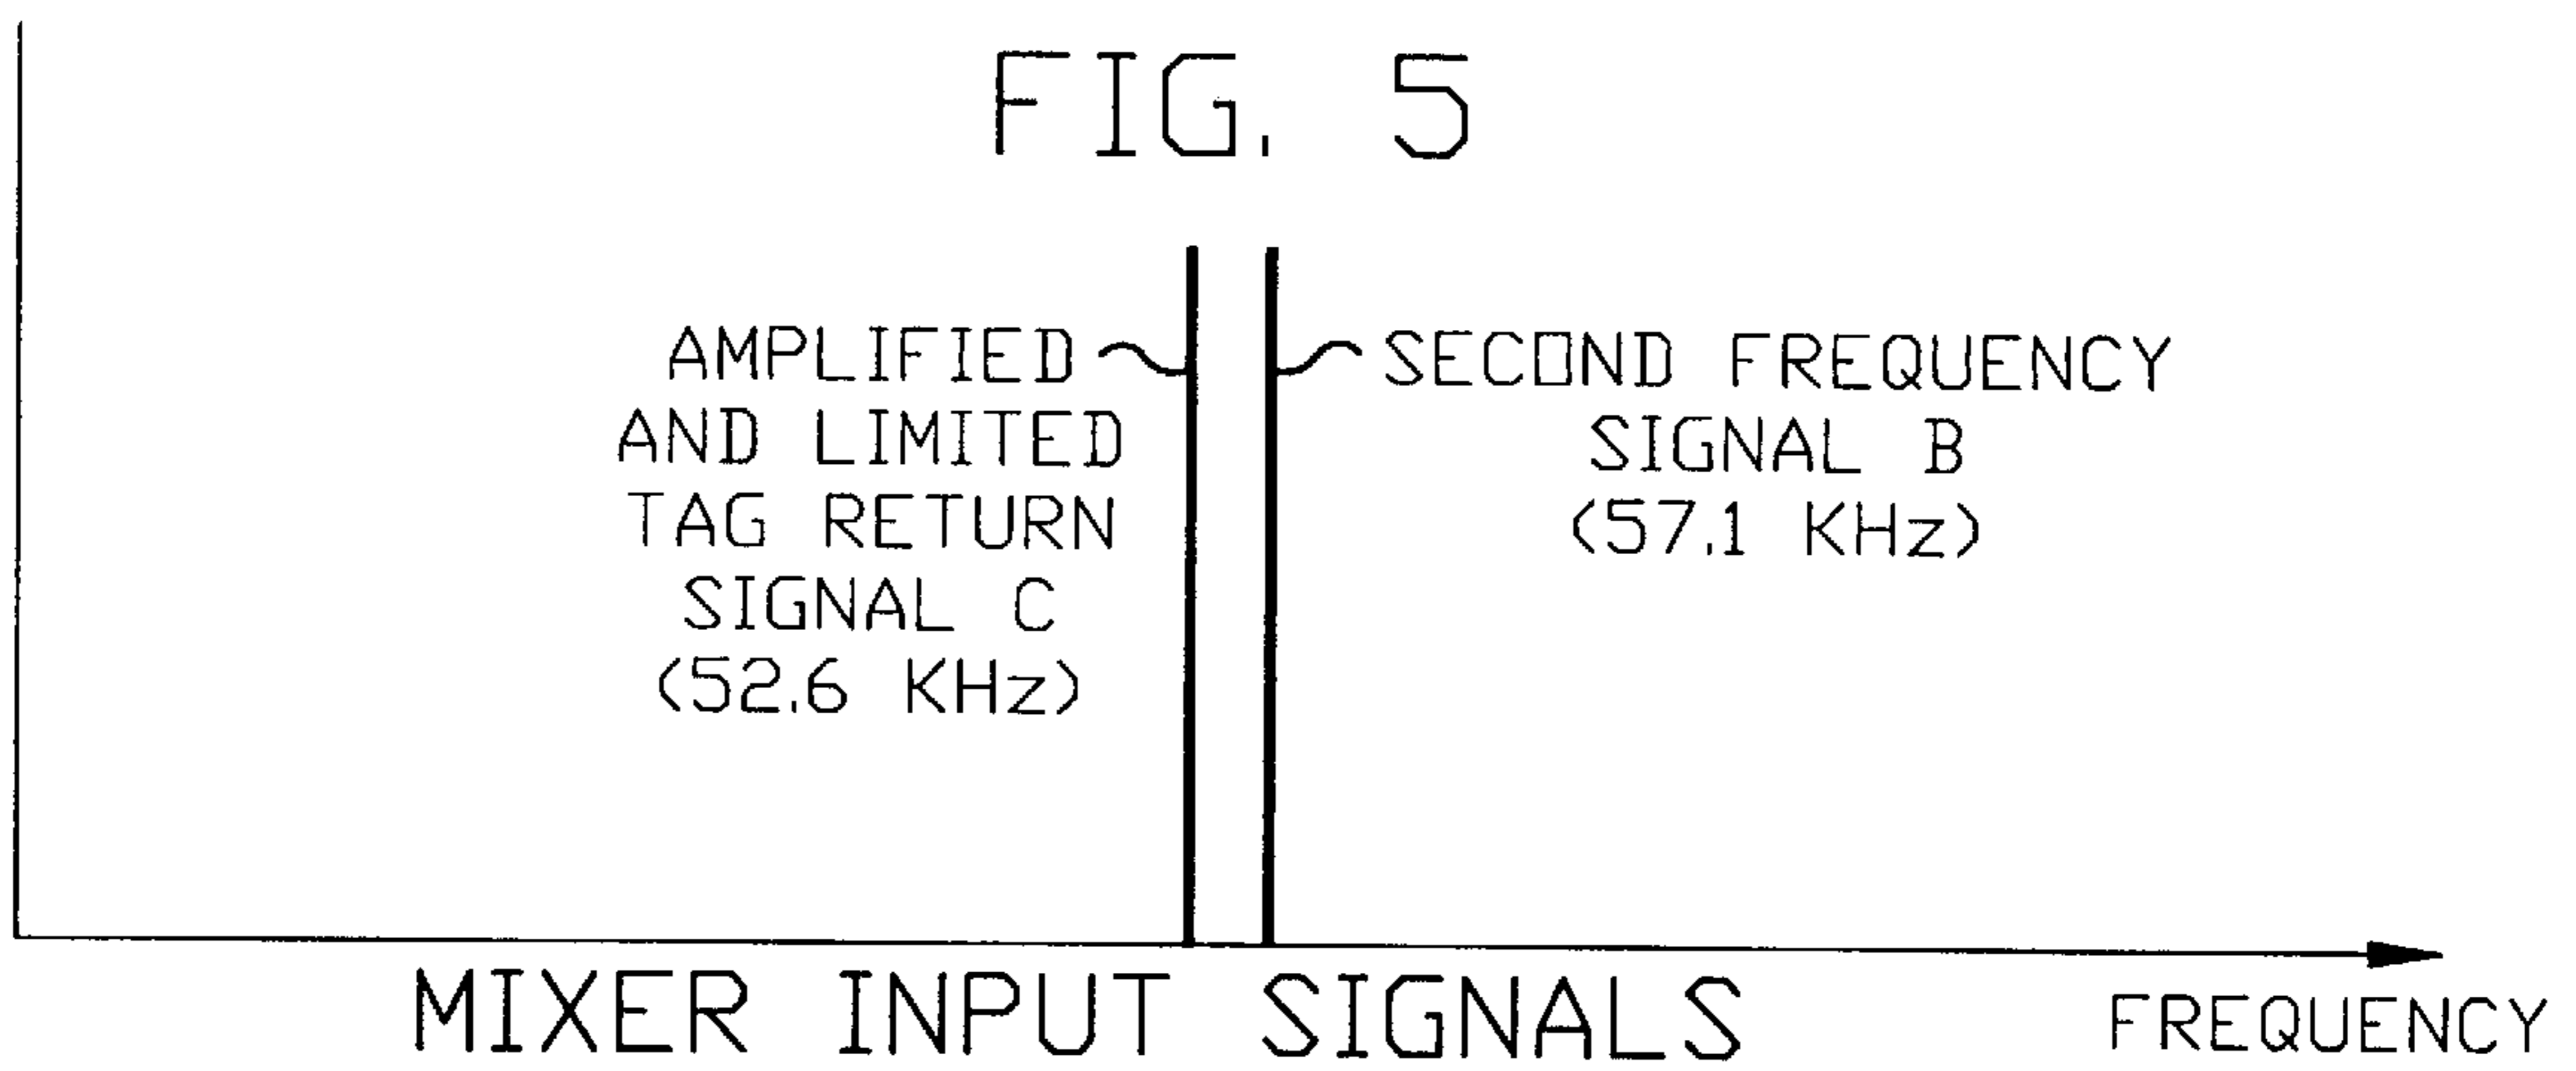 FIG. 5
AMPLIFIED
AND LIMITED
TAG RETURN
SIGNAL C
(52.6 KHz)
SECOND FREQUENCY
SIGNAL B
(57.1 KHz)
MIXER INPUT SIGNALS
FREQUENCY